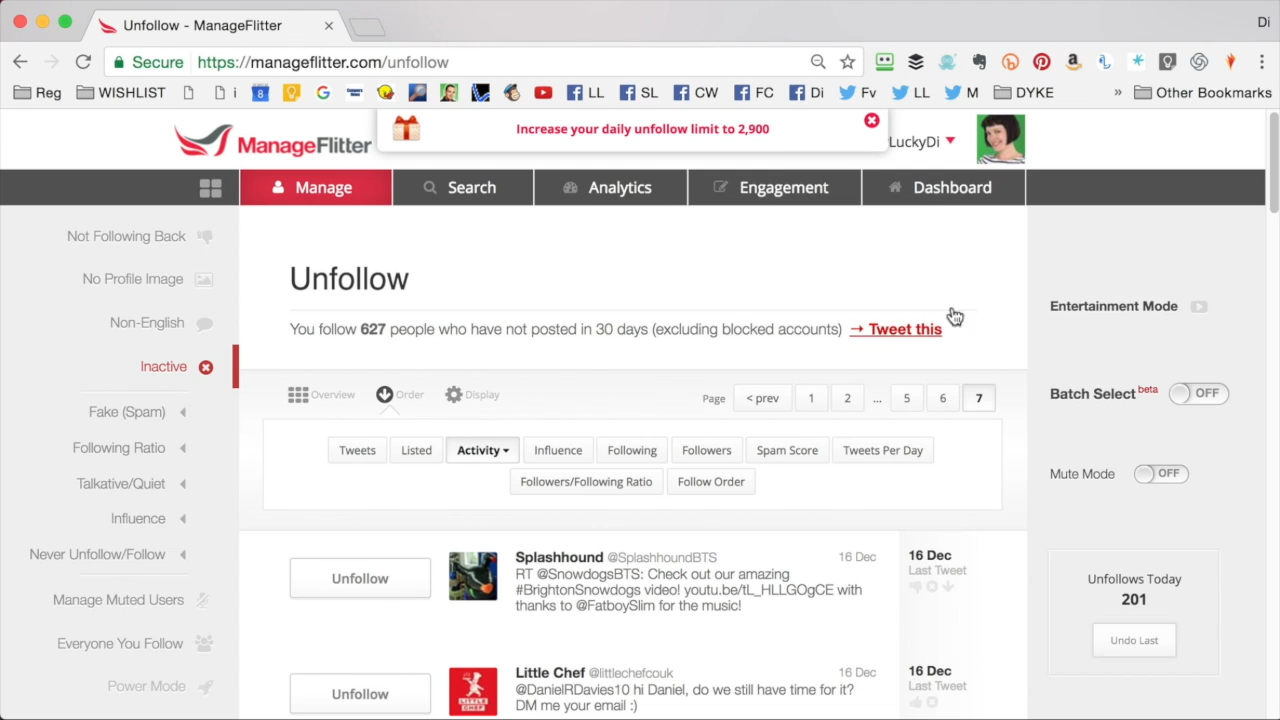 Unfollow - ManageFlitter
Di
Secure https://manageflitter.com/unfollow
Reg WISHLIST i 8 LL SL CW FC Di Fv LL M DYKE » Other Bookmarks
Increase your daily unfollow limit to 2,900
ManageFlitter
LuckyDi
Manage Search Analytics Engagement Dashboard
Not Following Back
No Profile Image
Non-English
Inactive
Fake (Spam)
Following Ratio
Talkative/Quiet
Influence
Never Unfollow/Follow
Manage Muted Users
Everyone You Follow
Power Mode
Unfollow
You follow 627 people who have not posted in 30 days (excluding blocked accounts) → Tweet this
Overview Order Display Page < prev 1 2 ... 5 6 7
Tweets Listed Activity Influence Following Followers Spam Score Tweets Per Day
Followers/Following Ratio Follow Order
Unfollow
Splashhound @SplashhoundBTS 16 Dec
RT @SnowdogsBTS: Check out our amazing
#BrightonSnowdogs video! youtu.be/tL_HLLGOgCE with
thanks to @FatboySlim for the music!
16 Dec
Last Tweet
Unfollow
LITTLE
CHEF
Little Chef @littlechefcouk 16 Dec
@DanielRDavies10 hi Daniel, do we still have time for it?
DM me your email :)
16 Dec
Last Tweet
Entertainment Mode
Batch Select beta OFF
Mute Mode OFF
Unfollows Today
201
Undo Last